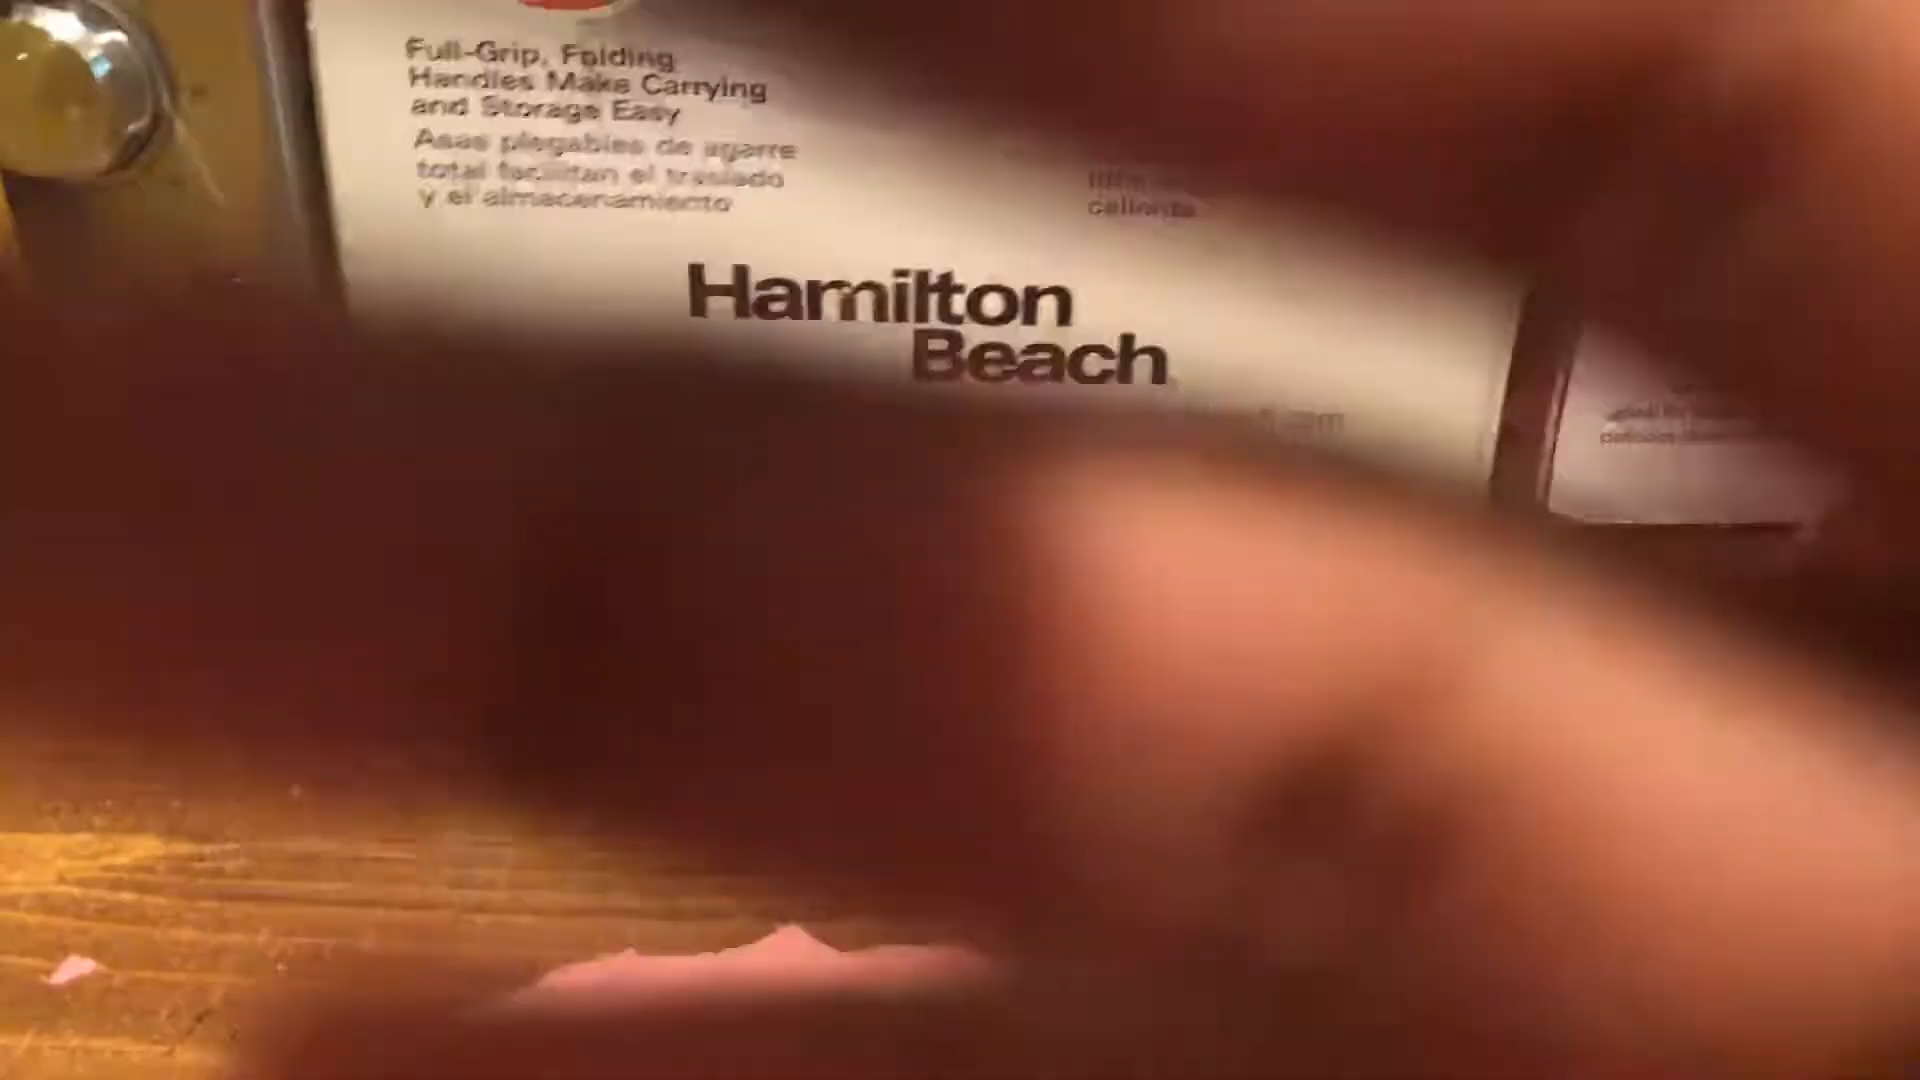 Full-Grip, Folding
Handles Make Carrying
and Storage Easy
Asas plegables de agarre
total facilitan el traslado
y el almacenamiento
caliente
Hamilton
Beach